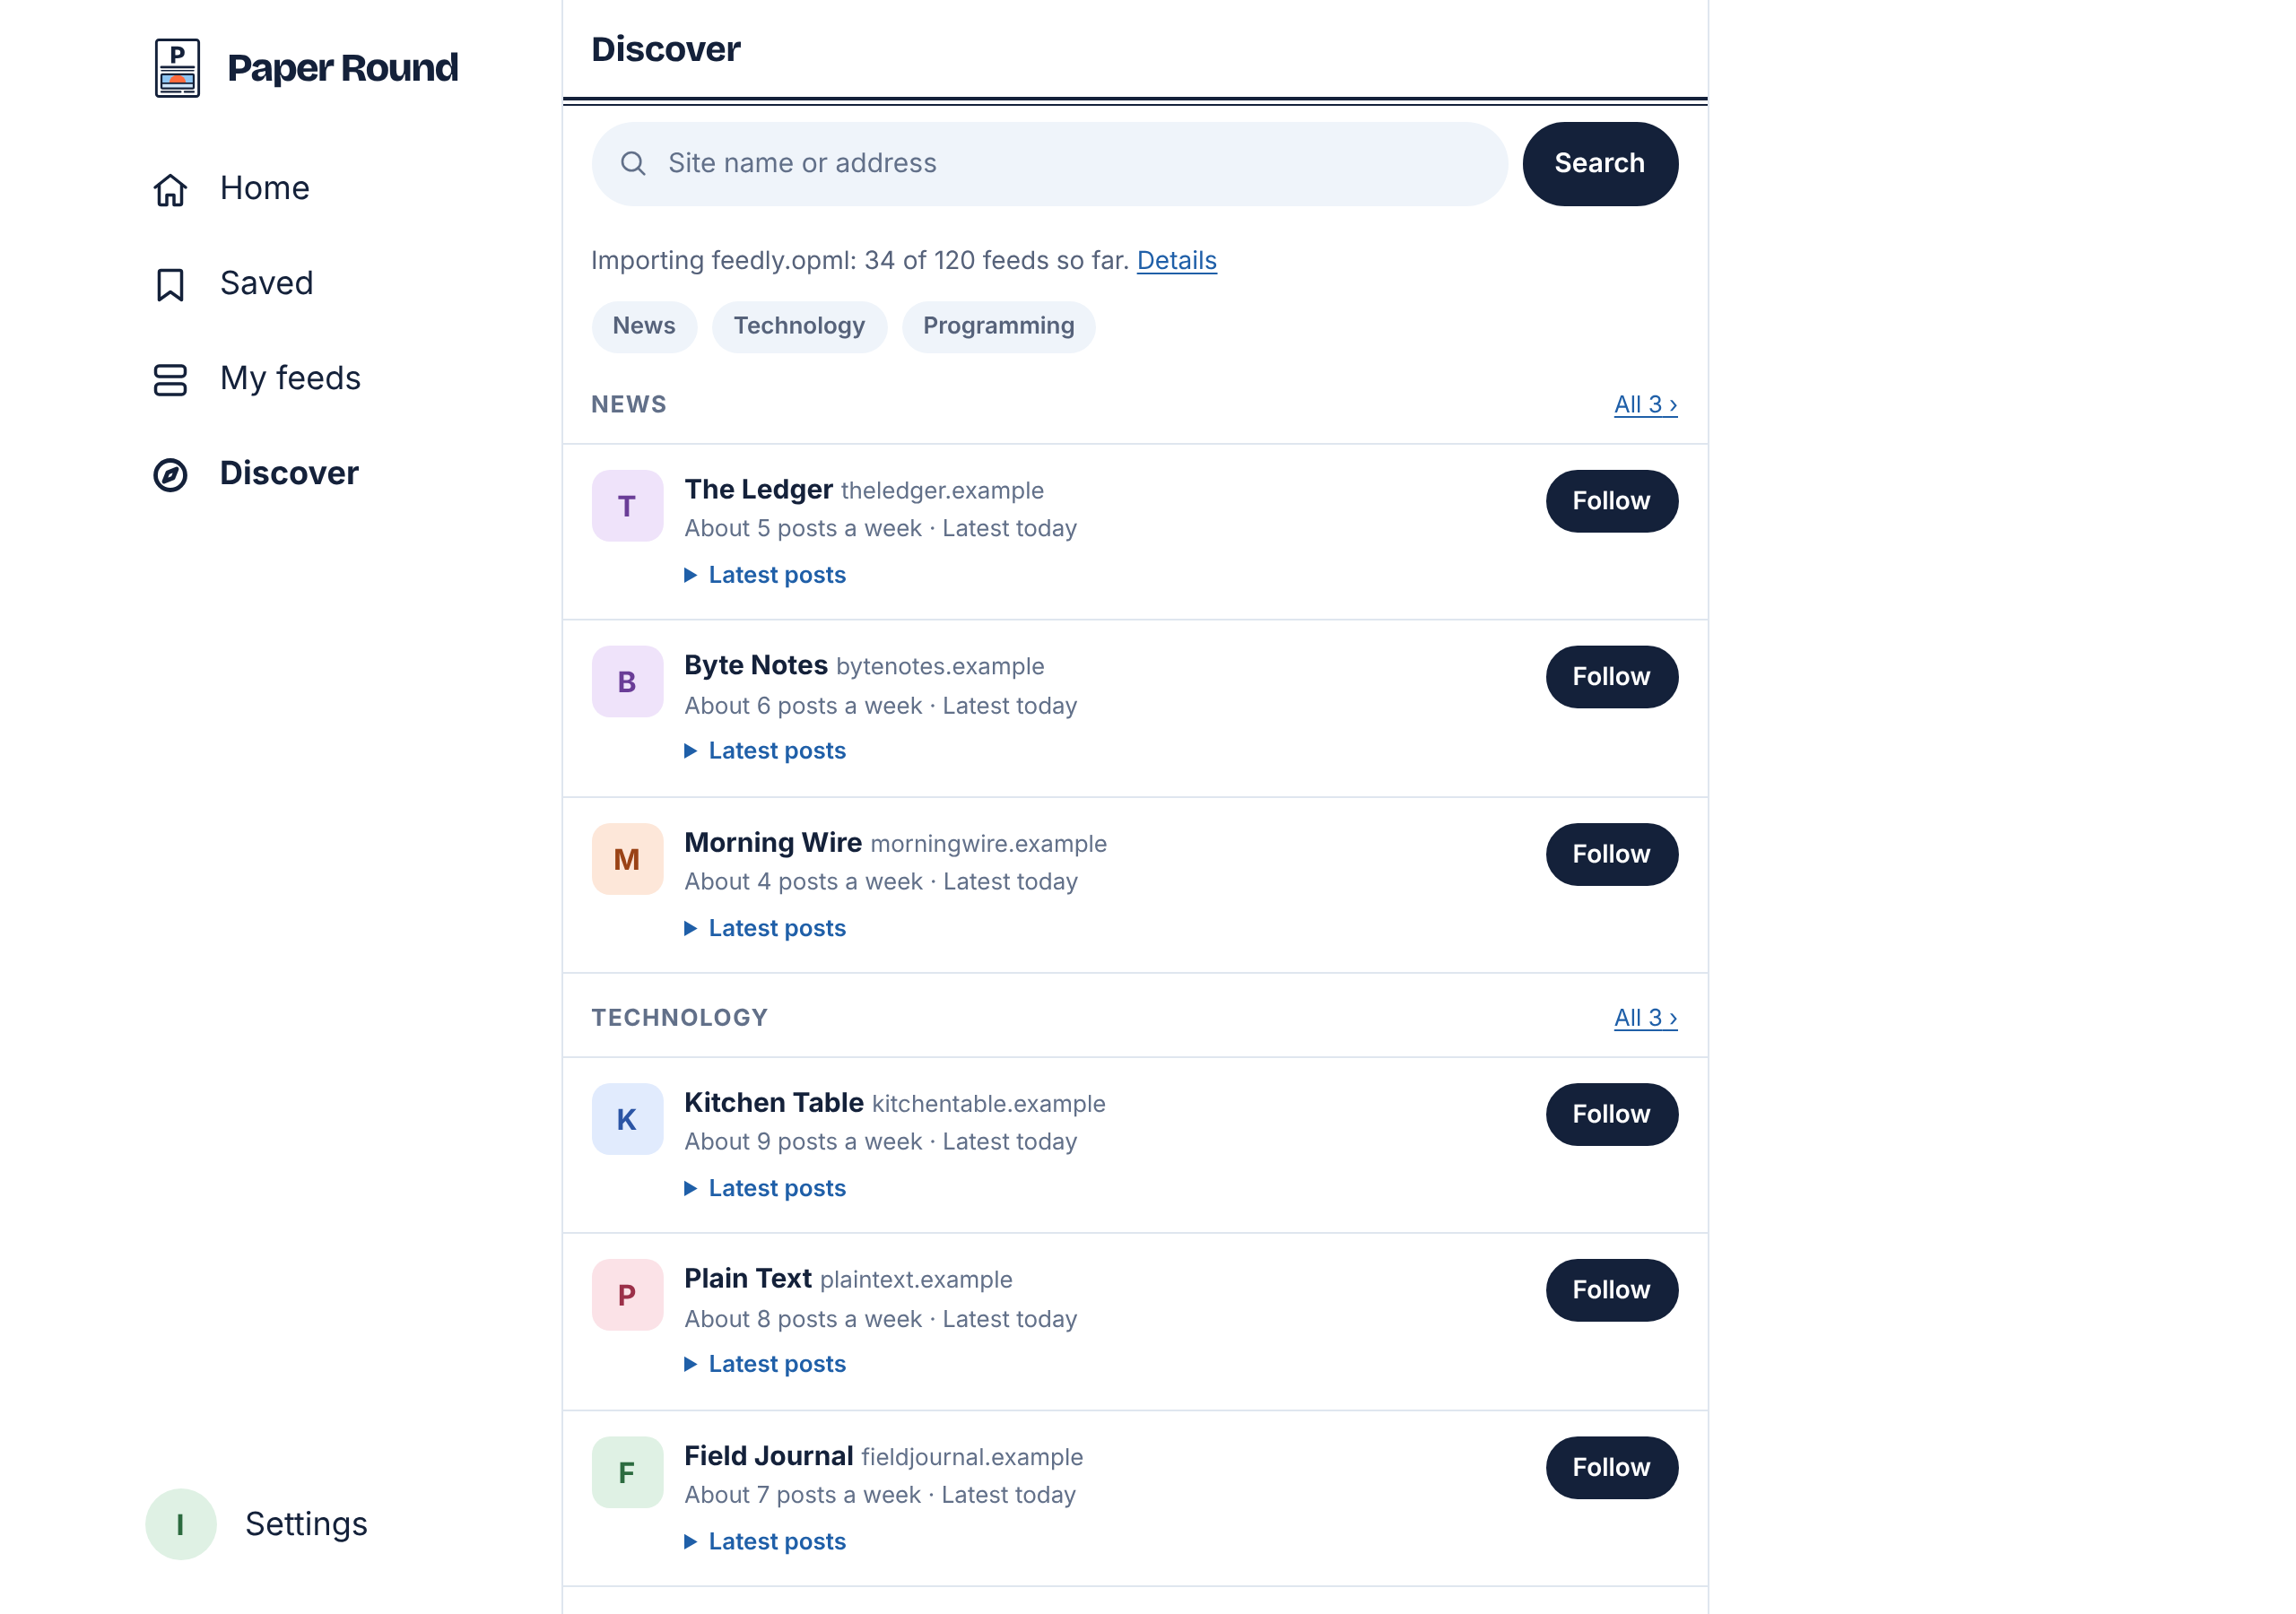 P
Paper Round
Home
Saved
My feeds
Discover
I
Settings
Discover
Site name or address
Search
Importing feedly.opml: 34 of 120 feeds so far. Details
News
Technology
Programming
NEWS
All 3 ›
T
The Ledger theledger.example
Follow
About 5 posts a week · Latest today
Latest posts
B
Byte Notes bytenotes.example
Follow
About 6 posts a week · Latest today
Latest posts
M
Morning Wire morningwire.example
Follow
About 4 posts a week · Latest today
Latest posts
TECHNOLOGY
All 3 ›
K
Kitchen Table kitchentable.example
Follow
About 9 posts a week · Latest today
Latest posts
P
Plain Text plaintext.example
Follow
About 8 posts a week · Latest today
Latest posts
F
Field Journal fieldjournal.example
Follow
About 7 posts a week · Latest today
Latest posts